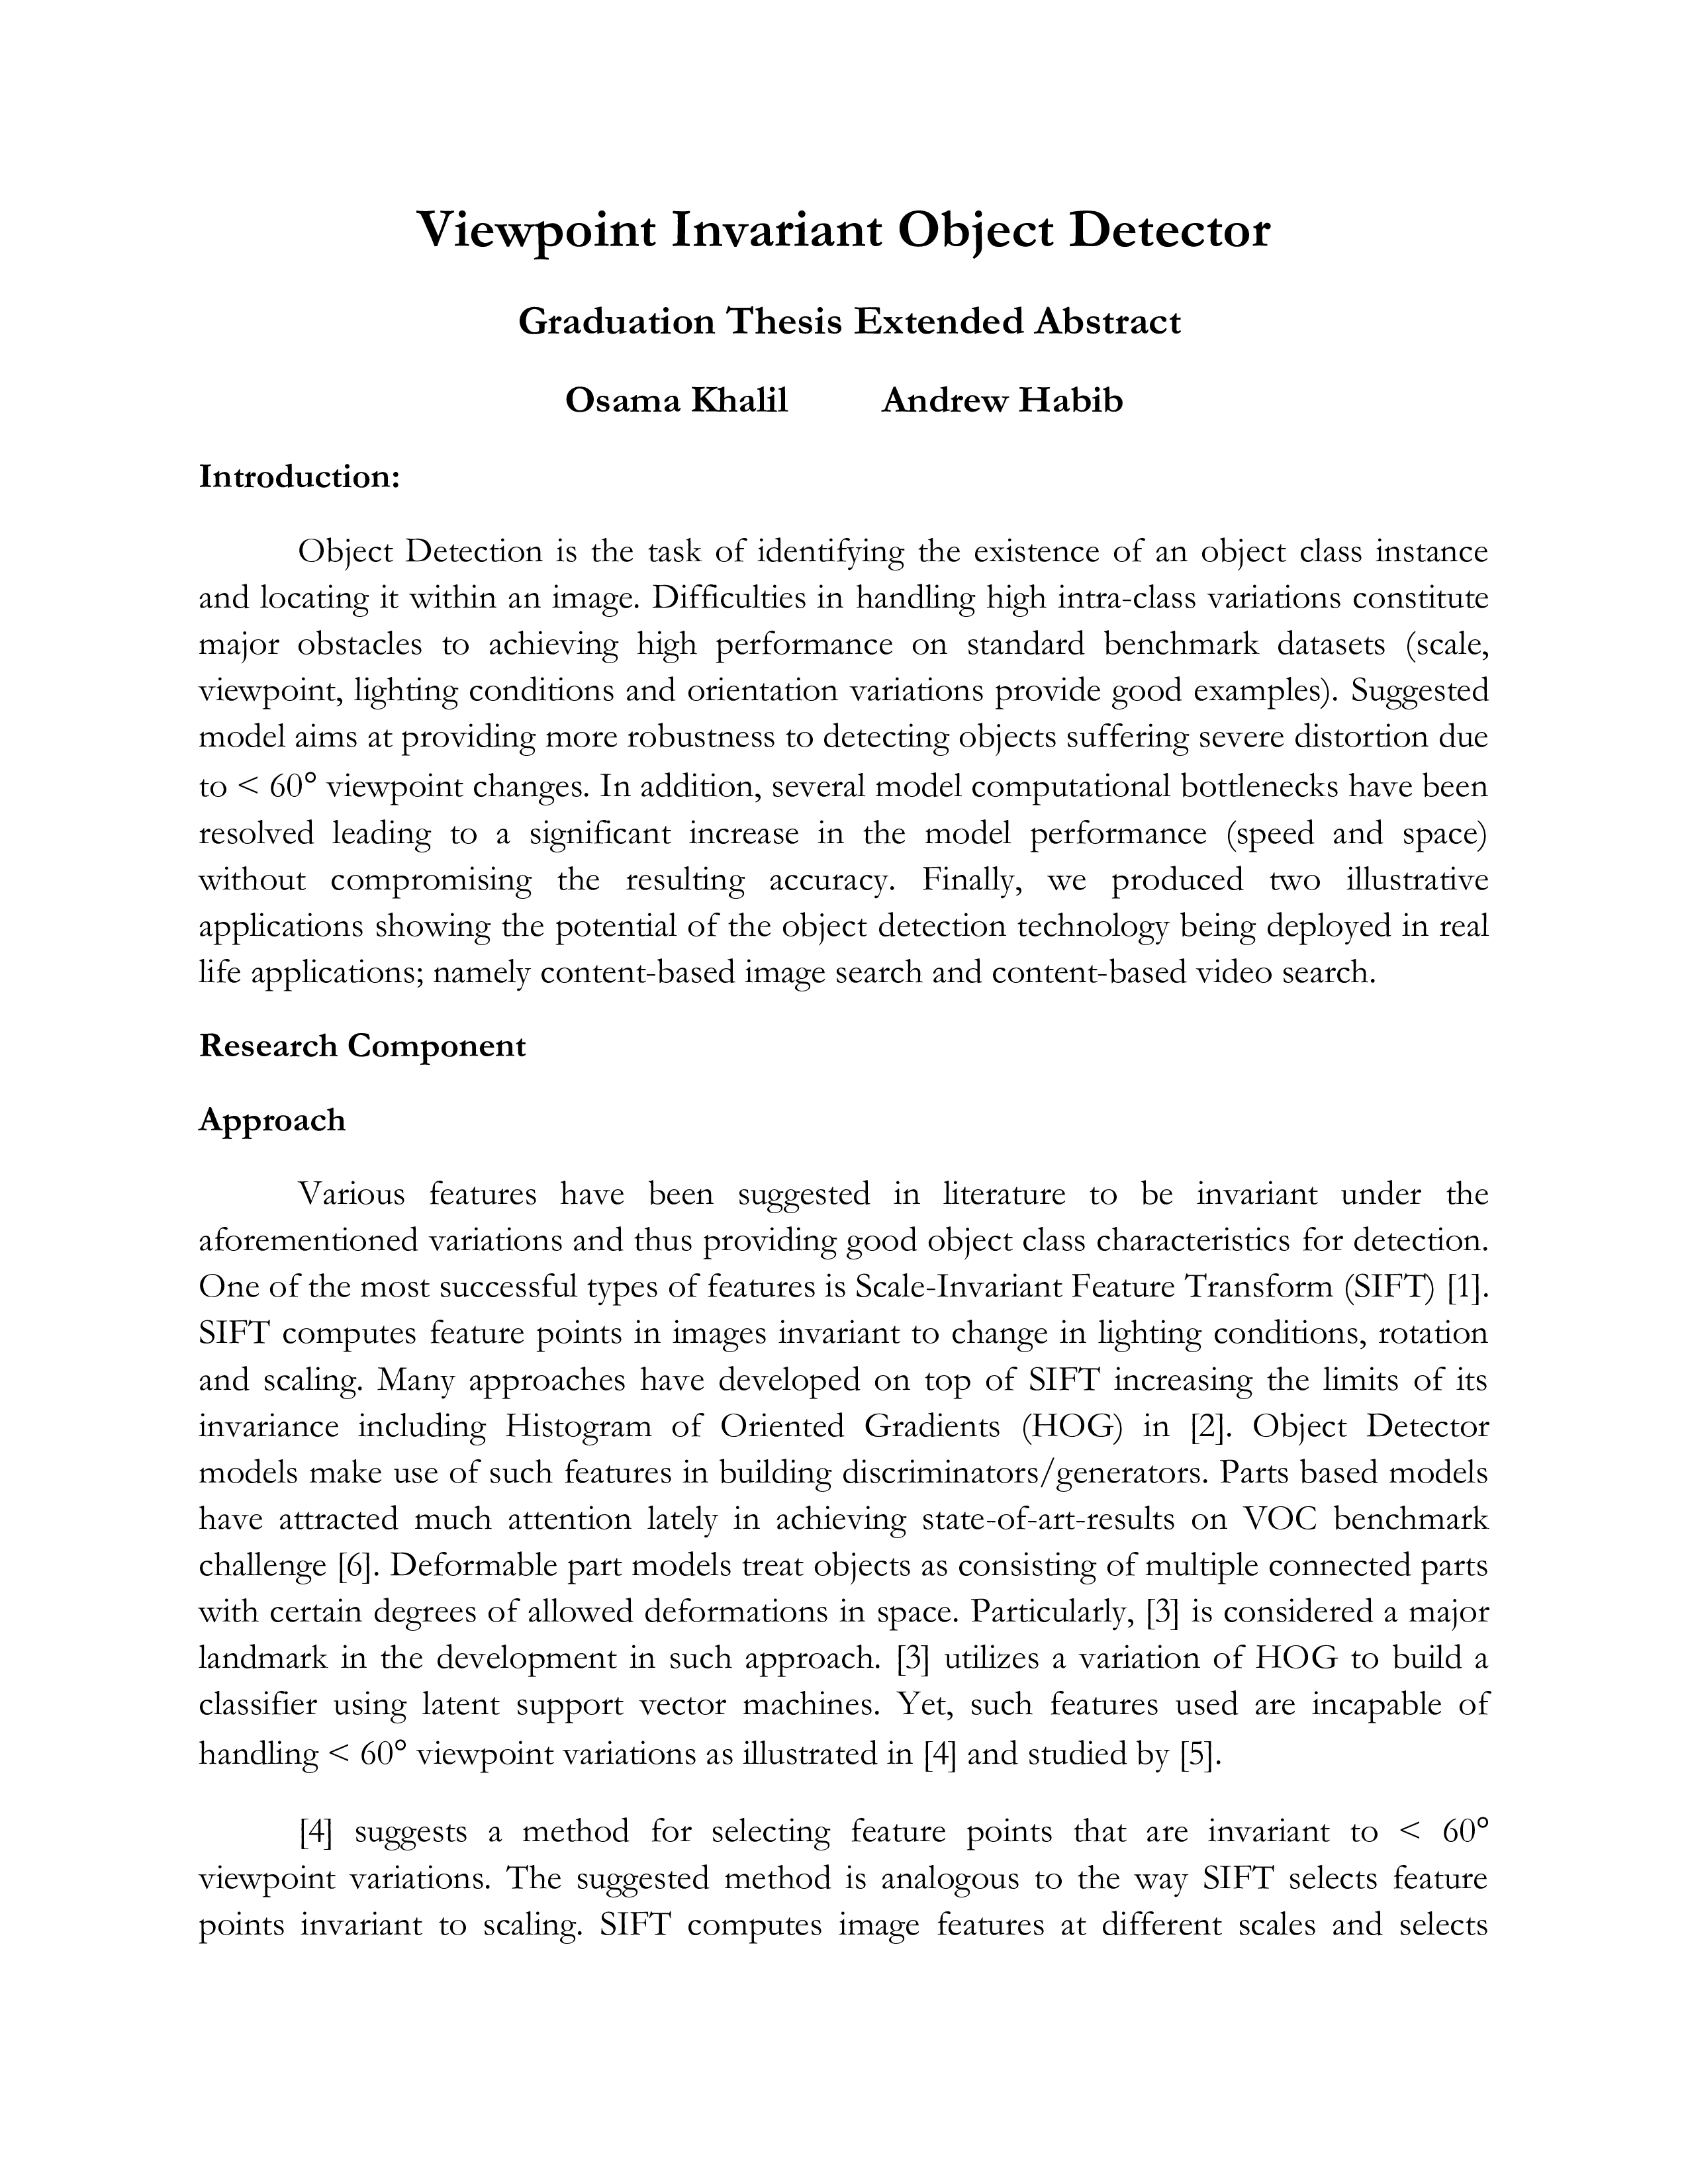 Viewpoint Invariant Object Detector
Graduation Thesis Extended Abstract
Osama Khalil Andrew Habib
Introduction:
Object Detection is the task of identifying the existence of an object class instance
and locating it within an image. Difficulties in handling high intra-class variations constitute
major obstacles to achieving high performance on standard benchmark datasets (scale,
viewpoint, lighting conditions and orientation variations provide good examples). Suggested
model aims at providing more robustness to detecting objects suffering severe distortion due
to < 60° viewpoint changes. In addition, several model computational bottlenecks have been
resolved leading to a significant increase in the model performance (speed and space)
without compromising the resulting accuracy. Finally, we produced two illustrative
applications showing the potential of the object detection technology being deployed in real
life applications; namely content-based image search and content-based video search.
Research Component
Approach
Various features have been suggested in literature to be invariant under the
aforementioned variations and thus providing good object class characteristics for detection.
One of the most successful types of features is Scale-Invariant Feature Transform (SIFT) [1].
SIFT computes feature points in images invariant to change in lighting conditions, rotation
and scaling. Many approaches have developed on top of SIFT increasing the limits of its
invariance including Histogram of Oriented Gradients (HOG) in [2]. Object Detector
models make use of such features in building discriminators/generators. Parts based models
have attracted much attention lately in achieving state-of-art-results on VOC benchmark
challenge [6]. Deformable part models treat objects as consisting of multiple connected parts
with certain degrees of allowed deformations in space. Particularly, [3] is considered a major
landmark in the development in such approach. [3] utilizes a variation of HOG to build a
classifier using latent support vector machines. Yet, such features used are incapable of
handling < 60° viewpoint variations as illustrated in [4] and studied by [5].
[4] suggests a method for selecting feature points that are invariant to < 60°
viewpoint variations. The suggested method is analogous to the way SIFT selects feature
points invariant to scaling. SIFT computes image features at different scales and selects